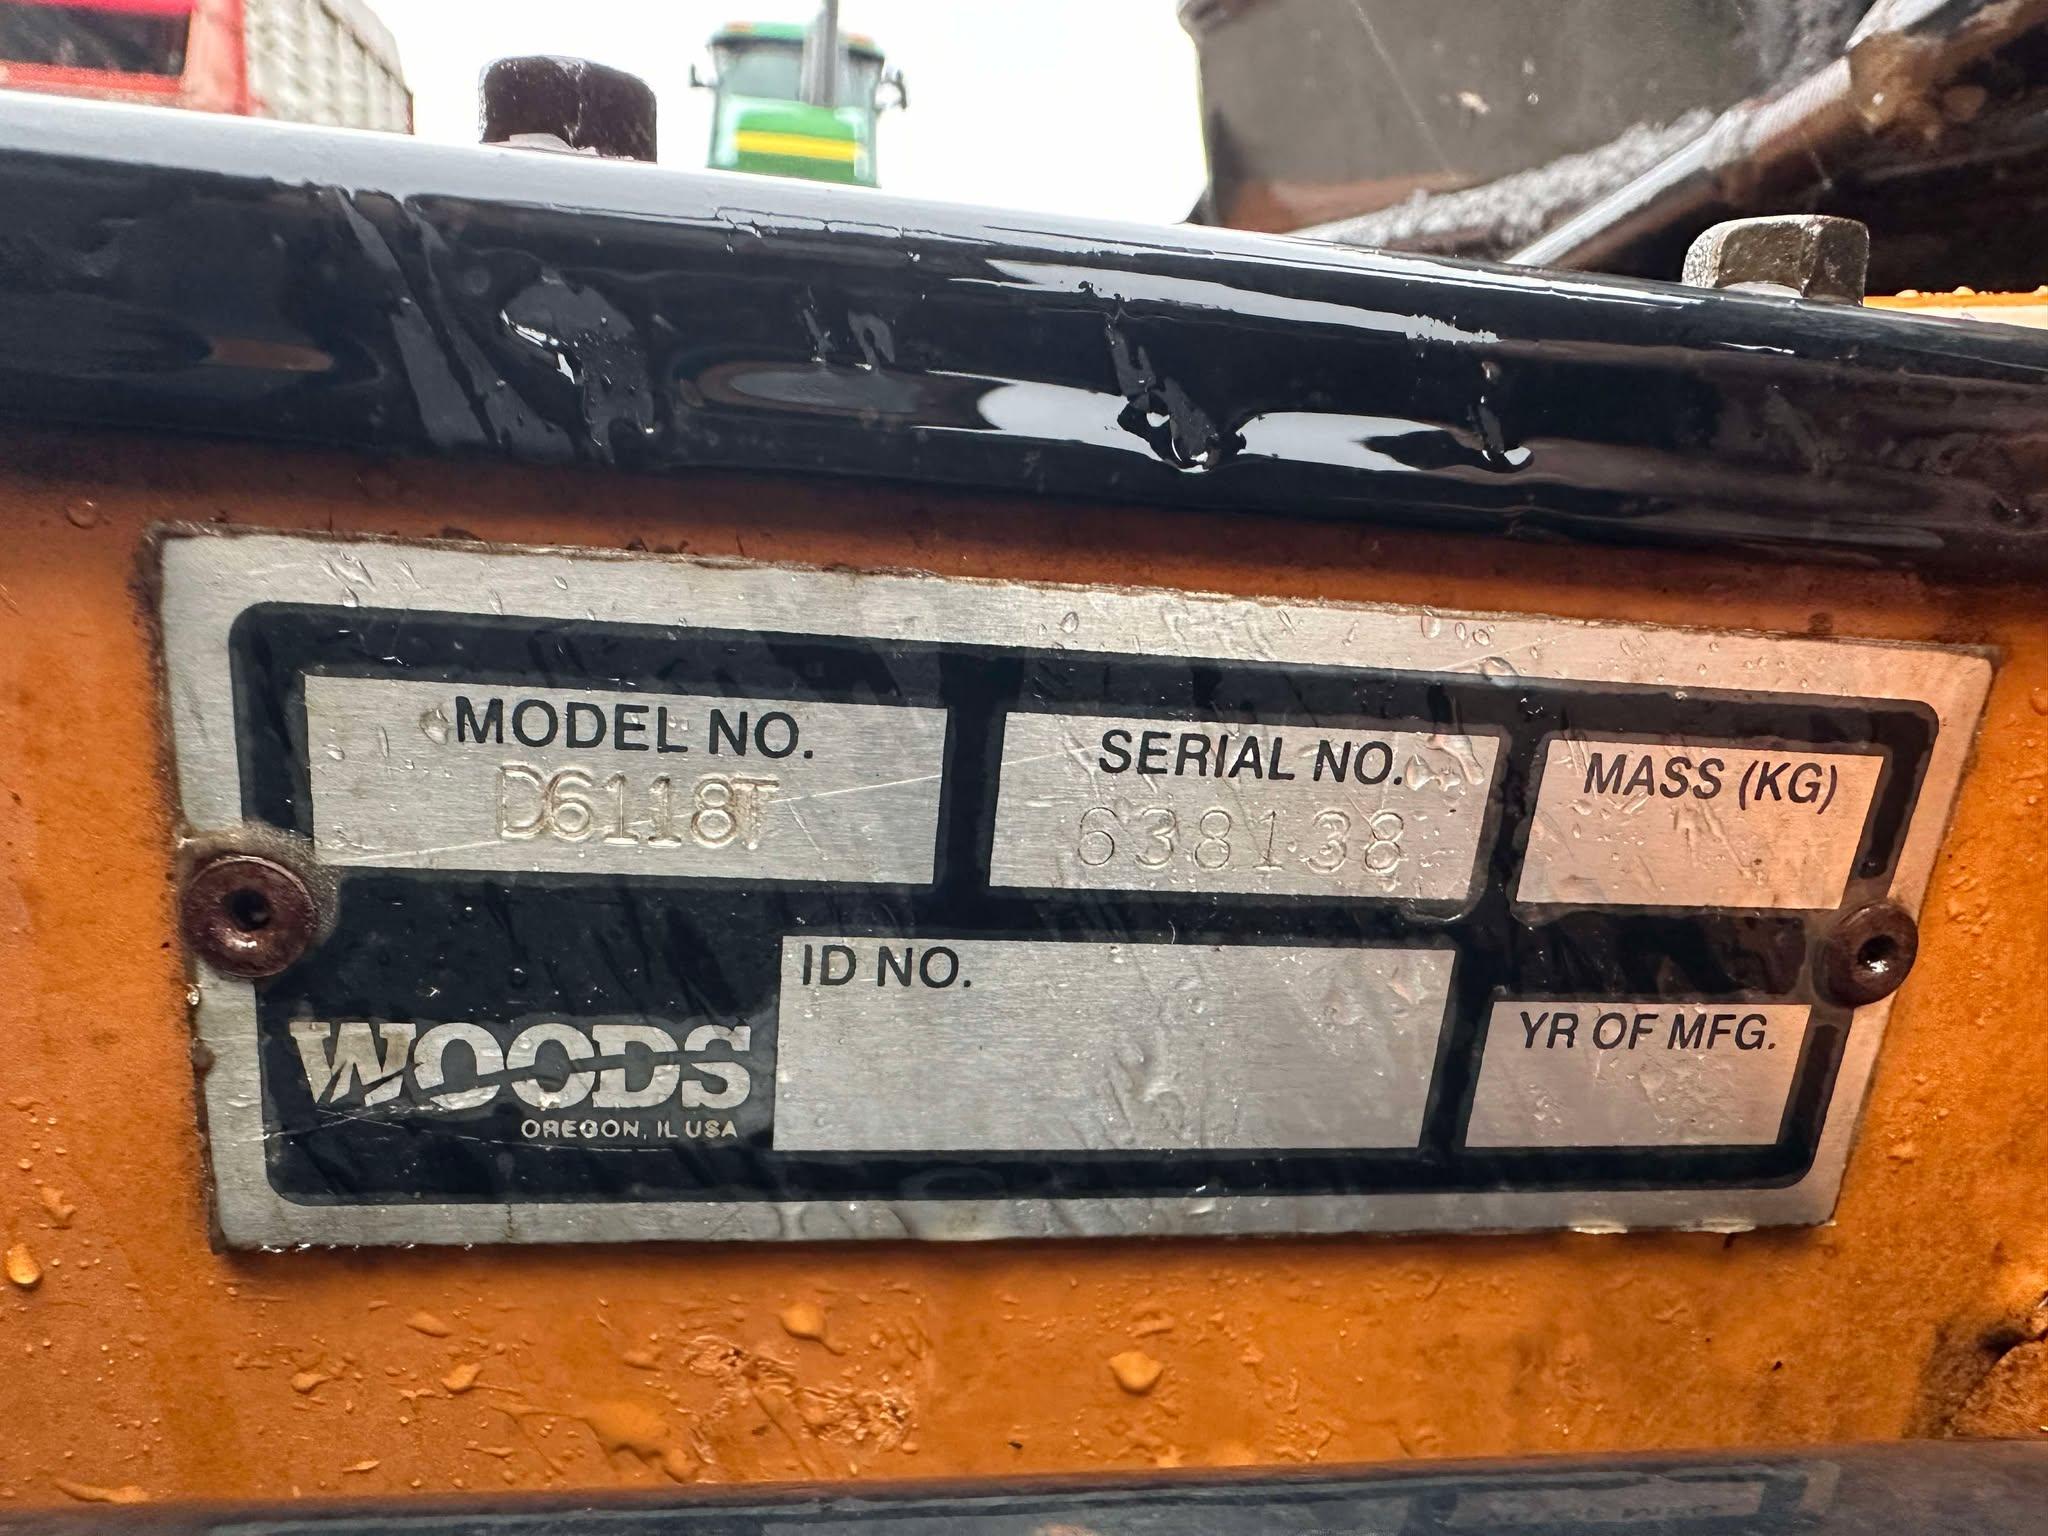 MODEL NO.
D6118T
SERIAL NO.
638138
MASS (KG)
WOODS
OREGON, IL USA
ID NO.
YR OF MFG.